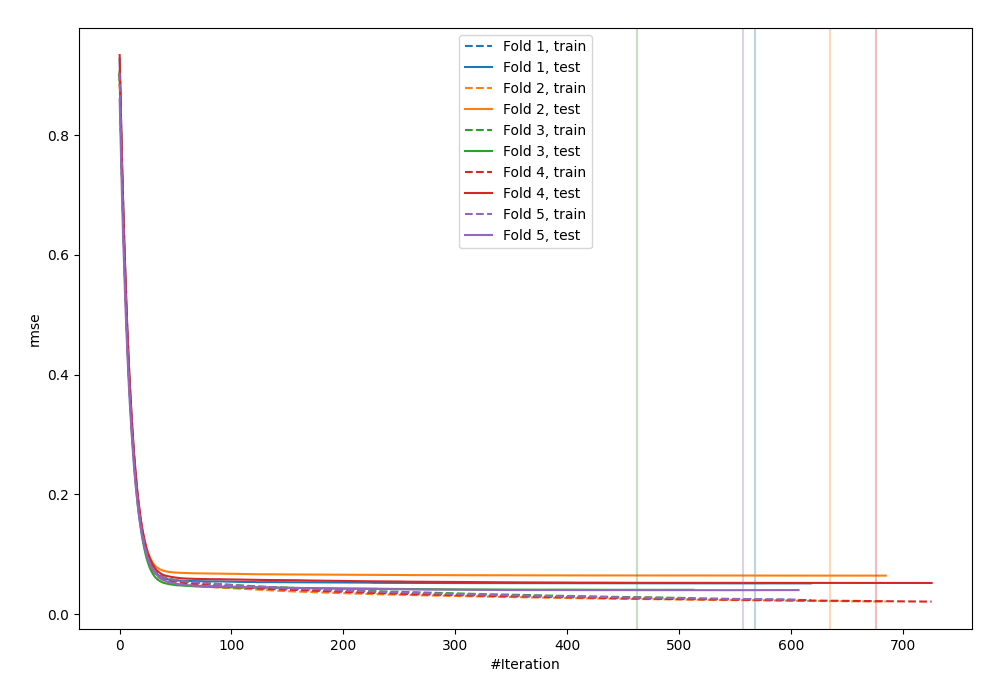 Fold 1, train
Fold 1, test
Fold 2, train
Fold 2, test
Fold 3, train
Fold 3, test
Fold 4, train
Fold 4, test
Fold 5, train
Fold 5, test
0.8
0.6
rmse
0.4
0.2
0.0
0 100 200 300 400 500 600 700
#Iteration